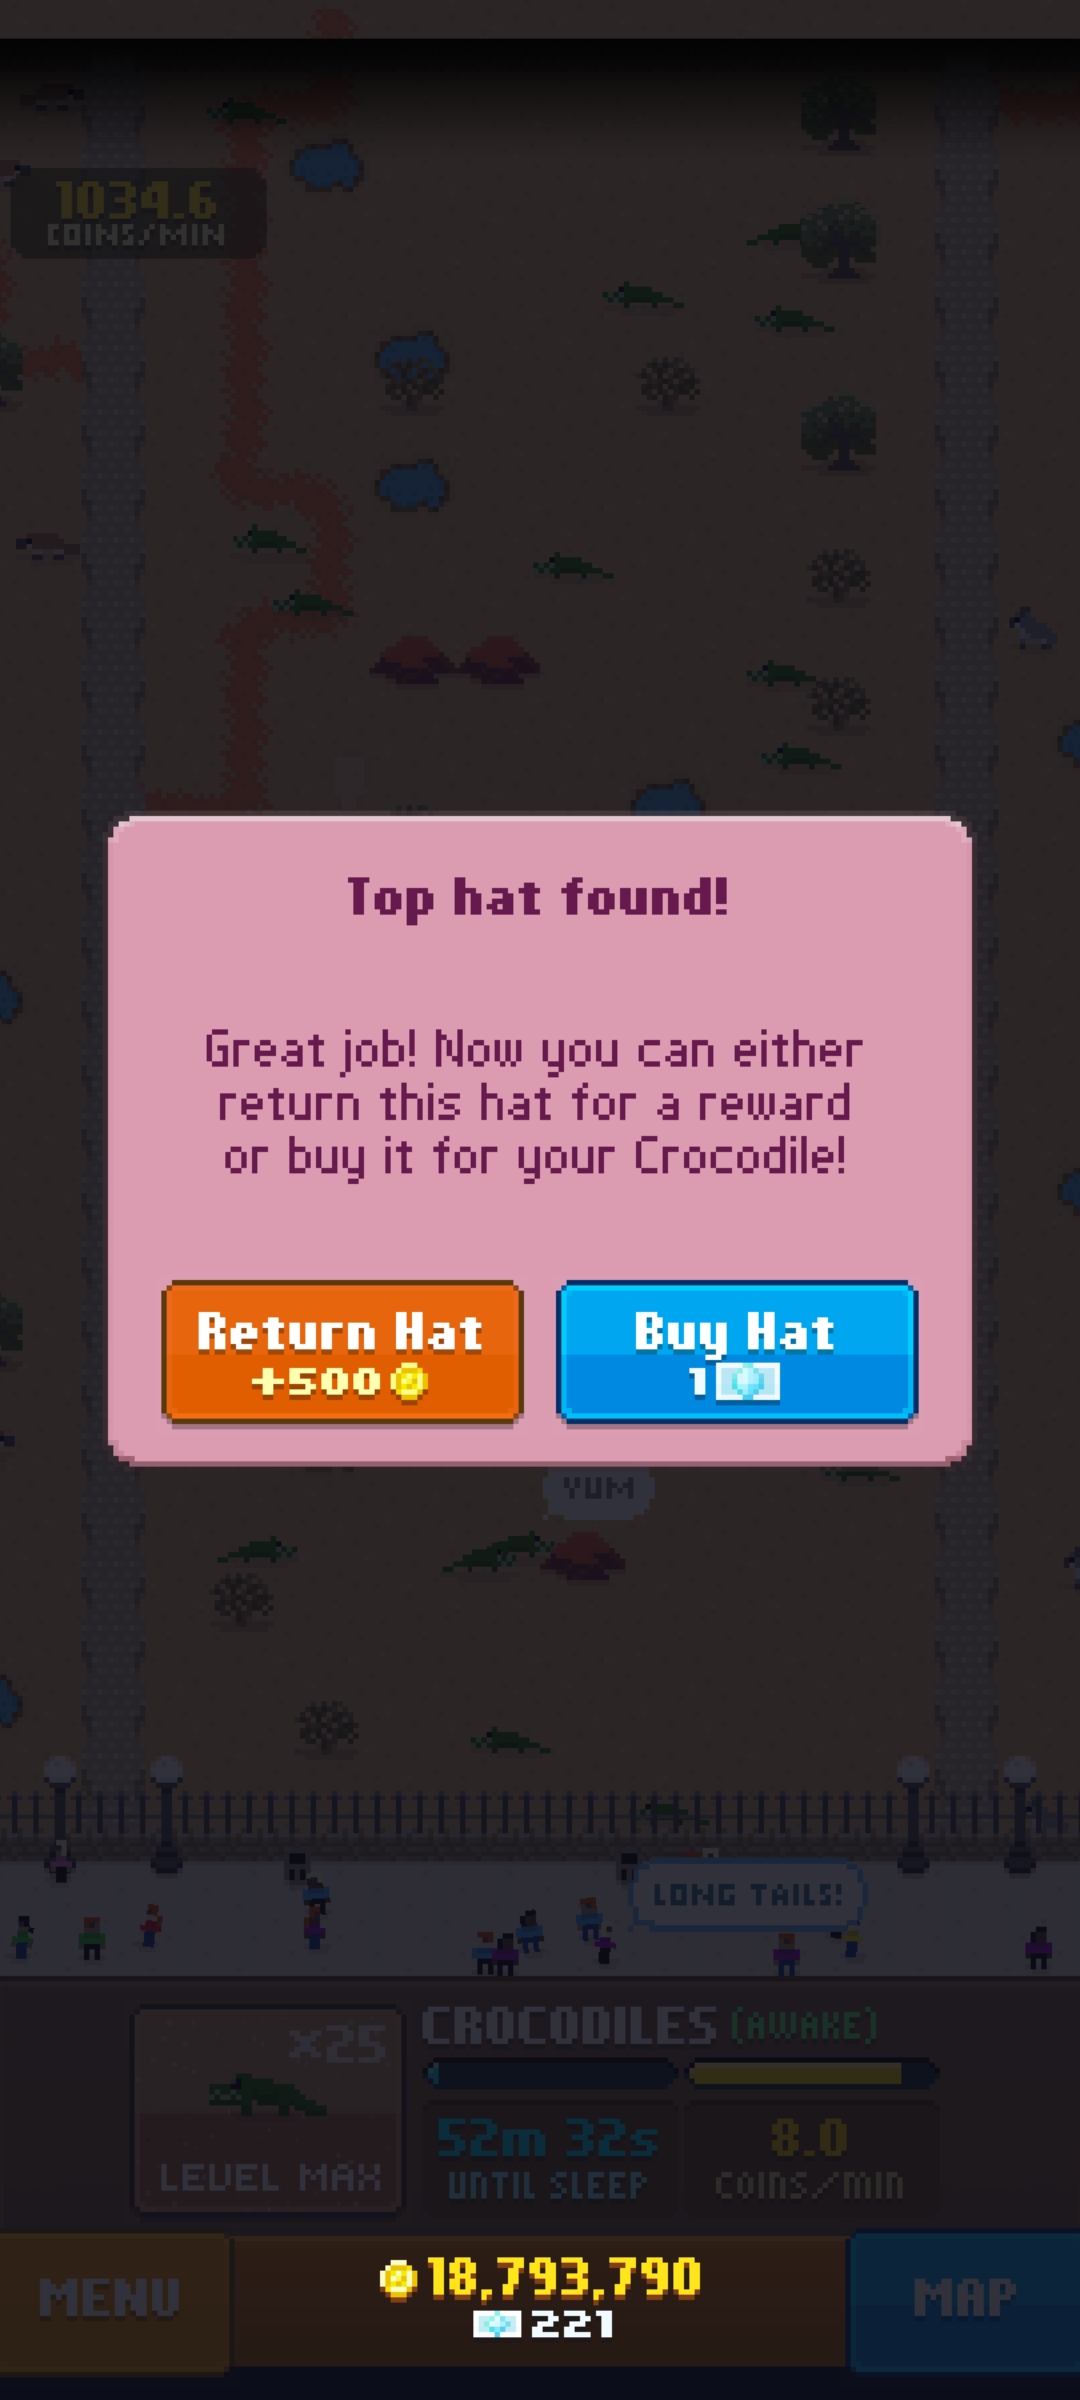 1034.6
COINS/MIN
Top hat found!
Great job! Now you can either
return this hat for a reward
or buy it for your Crocodile!
Return Hat
+500
Buy Hat
1
YUM
LONG TAILS!
x25
LEVEL MAX
CROCODILES (AWAKE)
52m 32s
UNTIL SLEEP
8.0
COINS/MIN
MENU
18,793,790
221
MAP